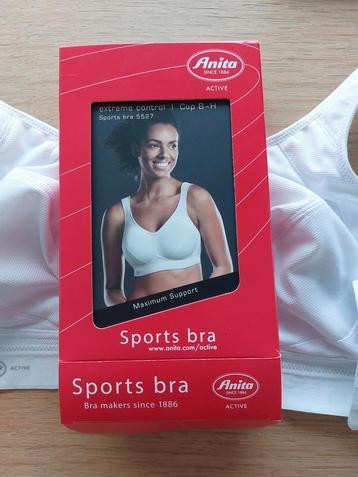 Anita
SINCE 1886
ACTIVE
extreme control | Cup B-H
Sports bra 5527
Maximum Support
Sports bra
www.anita.com/active
Sports bra
Bra makers since 1886
Anita
SINCE 1886
ACTIVE
ACTIVE